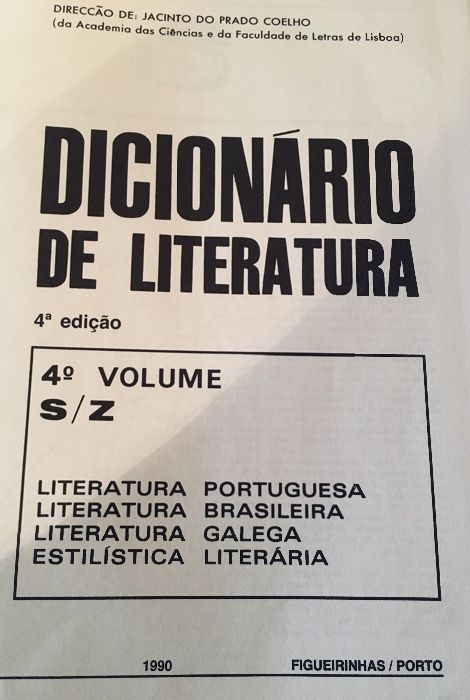 DIRECCÃO DE: JACINTO DO PRADO COELHO
(da Academia das Ciências e da Faculdade de Letras de Lisboa)
DICIONÁRIO
DE LITERATURA
4ª edição
4º VOLUME
S/Z
LITERATURA PORTUGUESA
LITERATURA BRASILEIRA
LITERATURA GALEGA
ESTILÍSTICA LITERÁRIA
1990 FIGUEIRINHAS / PORTO